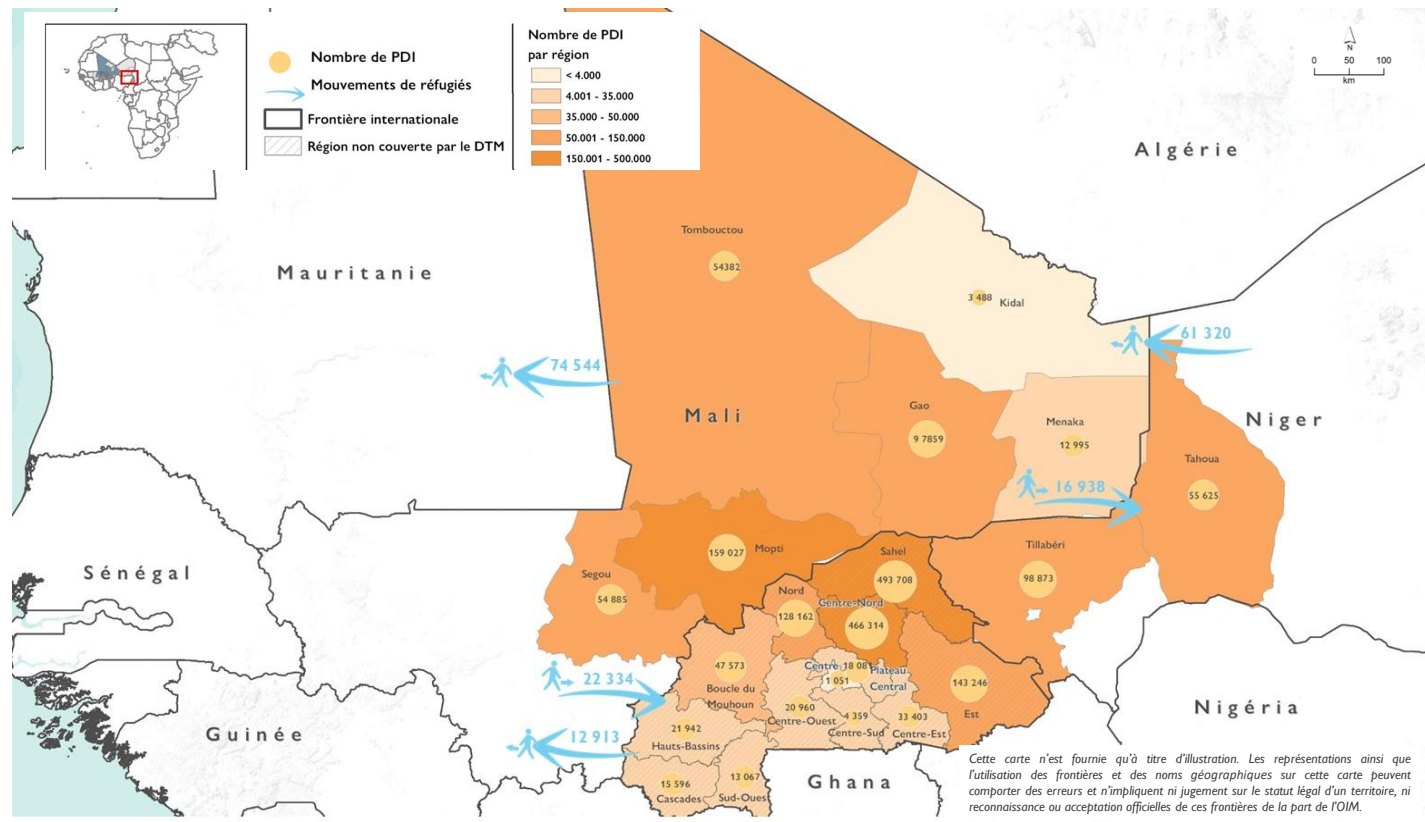 Nombre de PDI
Mouvements de réfugiés
Frontière internationale
Région non couverte par le DTM
Nombre de PDI
par région
< 4.000
4.001 - 35.000
35.000 - 50.000
50.001 - 150.000
150.001 - 500.000
N
0 50 100
km
Algérie
Mauritanie
Tombouctou
54382
3 488 Kidal
61 320
74 544
Mali
Gao
9 7859
Menaka
12 995
Niger
Tahoua
55 625
16 938
Sénégal
Segou
54 885
159 027 Mopti
Sahel
493 708
Tillabéri
98 873
Nord
128 162
Centre-Nord
466 314
47 573
Boucle du
Mouhoun
Centre 18 081 Plateau
1 051 Central
143 246
Est
22 334
12 913
20 960
Centre-Ouest
4 359
Centre-Sud
33 403
Centre-Est
21 942
Hauts-Bassins
15 596
Cascades
13 067
Sud-Oues
Guinée
Ghana
Nigéria
Cette carte n'est fournie qu'à titre d'illustration. Les représentations ainsi que
l'utilisation des frontières et des noms géographiques sur cette carte peuvent
comporter des erreurs et n'impliquent ni jugement sur le statut légal d'un territoire, ni
reconnaissance ou acceptation officielles de ces frontières de la part de l'OIM.